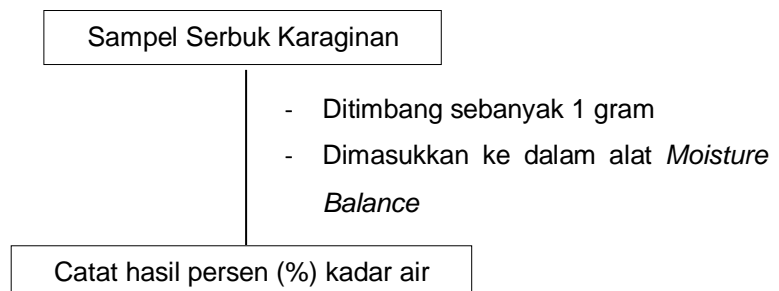 Sampel Serbuk Karaginan
- Ditimbang sebanyak 1 gram
- Dimasukkan ke dalam alat Moisture
Balance
Catat hasil persen (%) kadar air